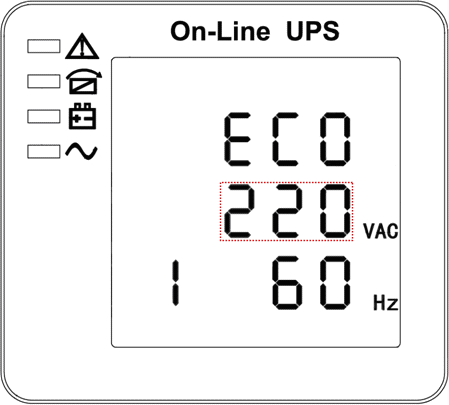 On-Line UPS
ECO
220 VAC
1 60 Hz